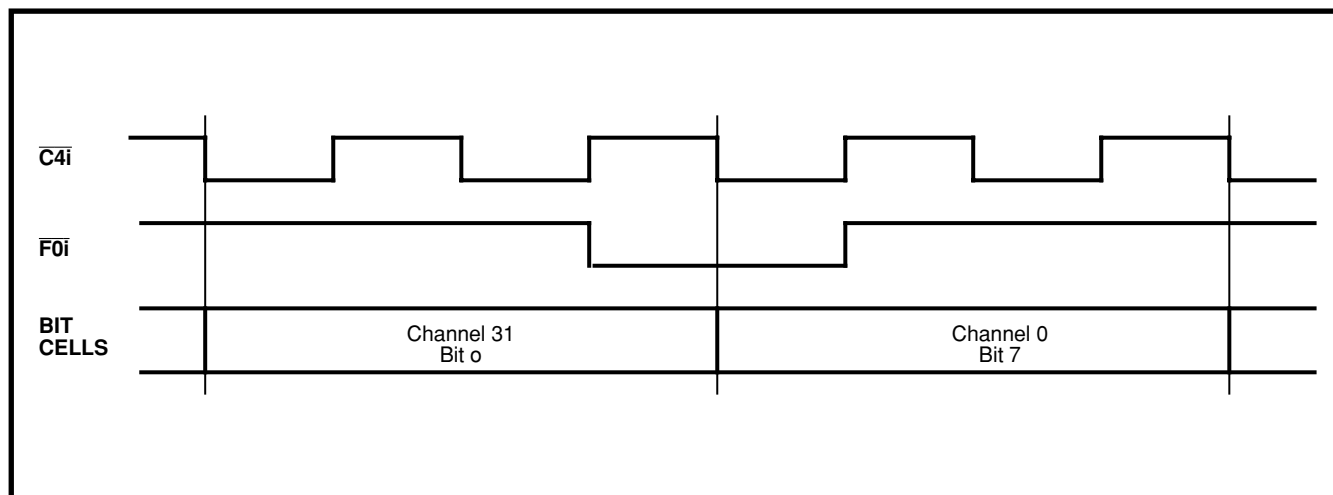 C4i
F0i
BIT
CELLS
Channel 31
Bit o
Channel 0
Bit 7